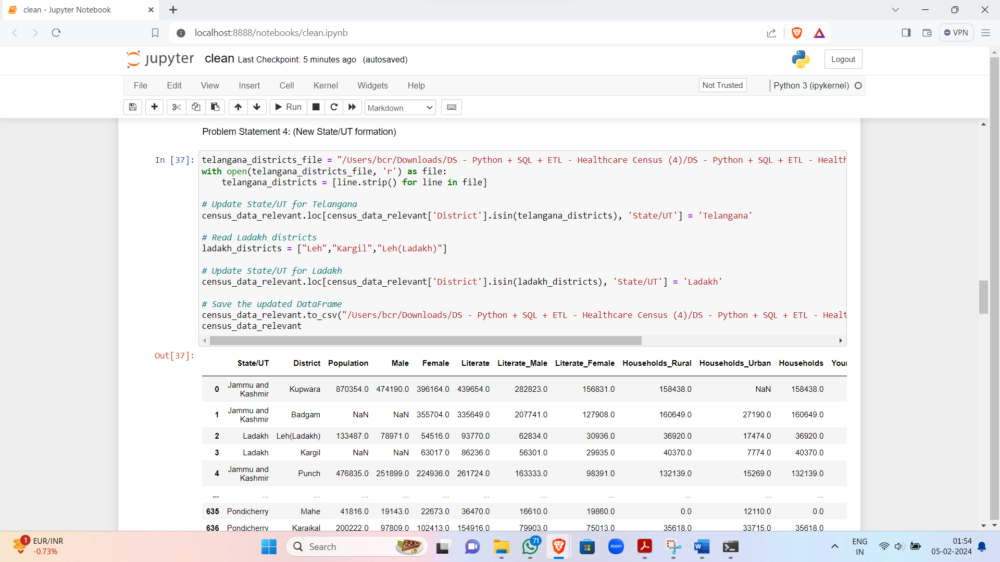 clean - Jupyter Notebook
localhost:8888/notebooks/clean.ipynb
VPN
jupyter clean Last Checkpoint: 5 minutes ago (autosaved)
Logout
File Edit View Insert Cell Kernel Widgets Help
Not Trusted
Python 3 (ipykernel)
Run
Markdown
Problem Statement 4: (New State/UT formation)
In [37]:
telangana_districts_file = "/Users/bcr/Downloads/DS - Python + SQL + ETL - Healthcare Census (4)/DS - Python + SQL + ETL - Health
with open(telangana_districts_file, 'r') as file:
    telangana_districts = [line.strip() for line in file]
# Update State/UT for Telangana
census_data_relevant.loc[census_data_relevant['District'].isin(telangana_districts), 'State/UT'] = 'Telangana'
# Read Ladakh districts
ladakh_districts = ["Leh","Kargil","Leh(Ladakh)"]
# Update State/UT for Ladakh
census_data_relevant.loc[census_data_relevant['District'].isin(ladakh_districts), 'State/UT'] = 'Ladakh'
# Save the updated DataFrame
census_data_relevant.to_csv("/Users/bcr/Downloads/DS - Python + SQL + ETL - Healthcare Census (4)/DS - Python + SQL + ETL - Healt
census_data_relevant
Out[37]:
State/UT District Population Male Female Literate Literate_Male Literate_Female Households_Rural Households_Urban Households Your
0 Jammu and Kashmir Kupwara 870354.0 474190.0 396164.0 439654.0 282823.0 156831.0 158438.0 NaN 158438.0
1 Jammu and Kashmir Badgam NaN NaN 355704.0 335649.0 207741.0 127908.0 160649.0 27190.0 160649.0
2 Ladakh Leh(Ladakh) 133487.0 78971.0 54516.0 93770.0 62834.0 30936.0 36920.0 17474.0 36920.0
3 Ladakh Kargil NaN NaN 63017.0 86236.0 56301.0 29935.0 40370.0 7774.0 40370.0
4 Jammu and Kashmir Punch 476835.0 251899.0 224936.0 261724.0 163333.0 98391.0 132139.0 15269.0 132139.0
... ... ... ... ... ... ... ... ... ... ... ...
635 Pondicherry Mahe 41816.0 19143.0 22673.0 36470.0 16610.0 19860.0 0.0 12110.0 0.0
636 Pondicherry Karaikal 200222.0 97809.0 102413.0 154916.0 79903.0 75013.0 35618.0 33715.0 35618.0
1
EUR/INR
-0.73%
Search
71
zoom
ENG
IN
01:54
05-02-2024